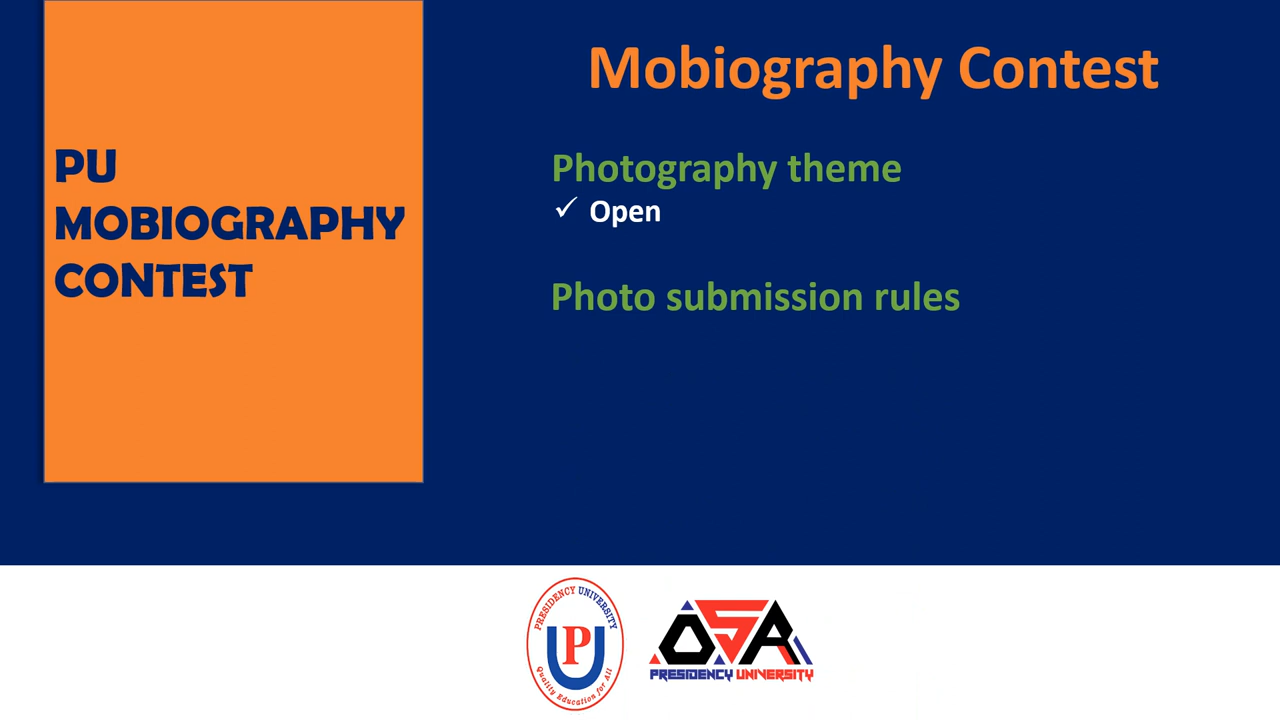 PU
MOBIOGRAPHY
CONTEST
Mobiography Contest
Photography theme
✓ Open
Photo submission rules
PRESIDENCY UNIVERSITY
PU
Quality Education for All
OSA
PRESIDENCY UNIVERSITY